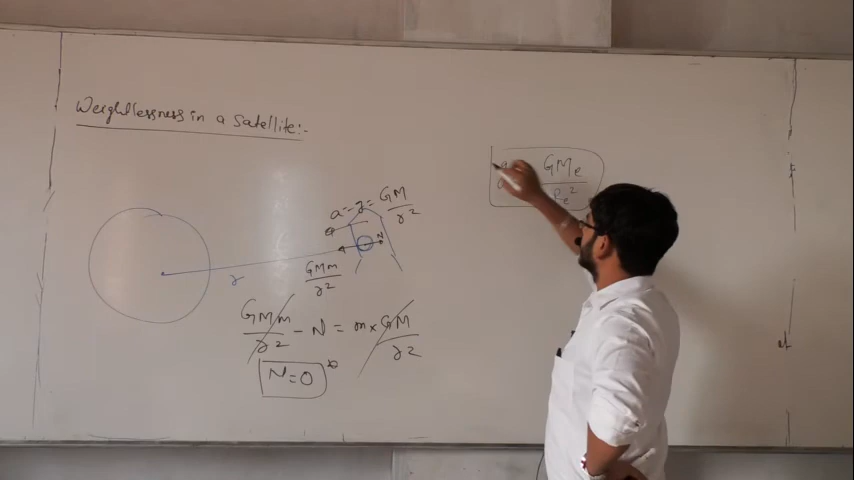 Weightlessness in a Satellite:-
a = g = GM/r²
N
GMm/r²
r
GMm/r² - N = m × GM/r²
N=0
GMe/Re²